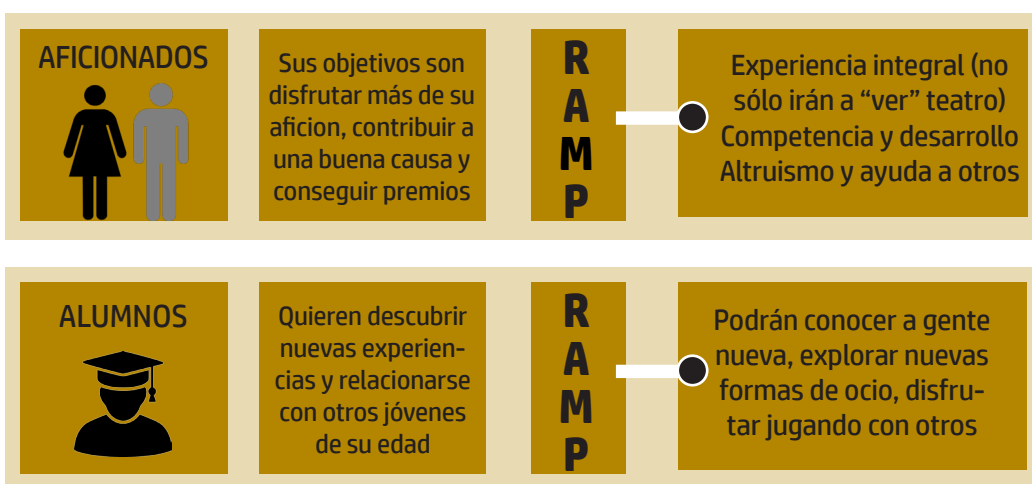 AFICIONADOS
Sus objetivos son
disfrutar más de su
aficion, contribuir a
una buena causa y
conseguir premios
R
A
M
P
Experiencia integral (no
sólo irán a “ver” teatro)
Competencia y desarrollo
Altruismo y ayuda a otros
ALUMNOS
Quieren descubrir
nuevas experien-
cias y relacionarse
con otros jóvenes
de su edad
R
A
M
P
Podrán conocer a gente
nueva, explorar nuevas
formas de ocio, disfru-
tar jugando con otros